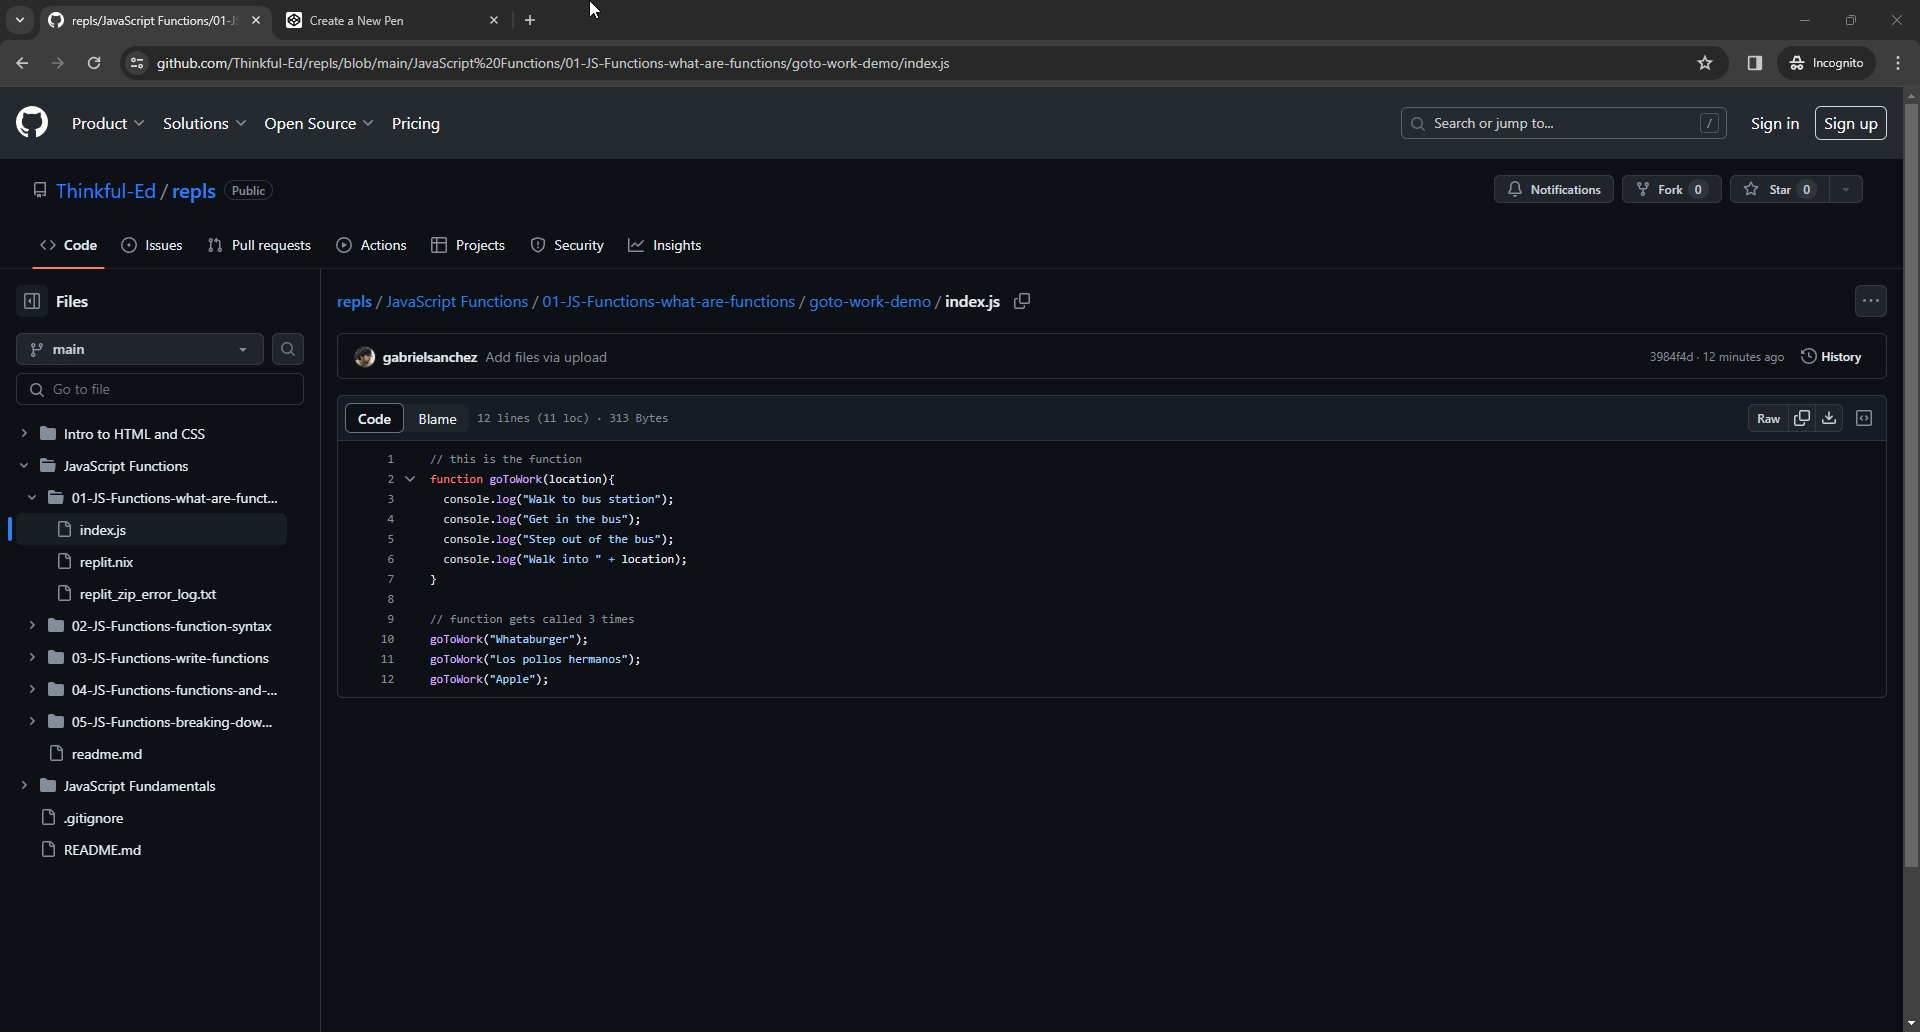 repls/JavaScript Functions/01-J
Create a New Pen
github.com/Thinkful-Ed/repls/blob/main/JavaScript%20Functions/01-JS-Functions-what-are-functions/goto-work-demo/index.js
Incognito
Product
Solutions
Open Source
Pricing
Search or jump to...
/
Sign in
Sign up
Thinkful-Ed / repls
Public
Notifications
Fork 0
Star 0
Code
Issues
Pull requests
Actions
Projects
Security
Insights
Files
repls / JavaScript Functions / 01-JS-Functions-what-are-functions / goto-work-demo / index.js
main
Go to file
gabrielsanchez Add files via upload
3984f4d · 12 minutes ago
History
Code
Blame
12 lines (11 loc) · 313 Bytes
Raw
Intro to HTML and CSS
JavaScript Functions
01-JS-Functions-what-are-funct...
index.js
replit.nix
replit_zip_error_log.txt
02-JS-Functions-function-syntax
03-JS-Functions-write-functions
04-JS-Functions-functions-and-...
05-JS-Functions-breaking-dow...
readme.md
JavaScript Fundamentals
.gitignore
README.md
1 // this is the function
2 function goToWork(location){
3 console.log("Walk to bus station");
4 console.log("Get in the bus");
5 console.log("Step out of the bus");
6 console.log("Walk into " + location);
7 }
8
9 // function gets called 3 times
10 goToWork("Whataburger");
11 goToWork("Los pollos hermanos");
12 goToWork("Apple");